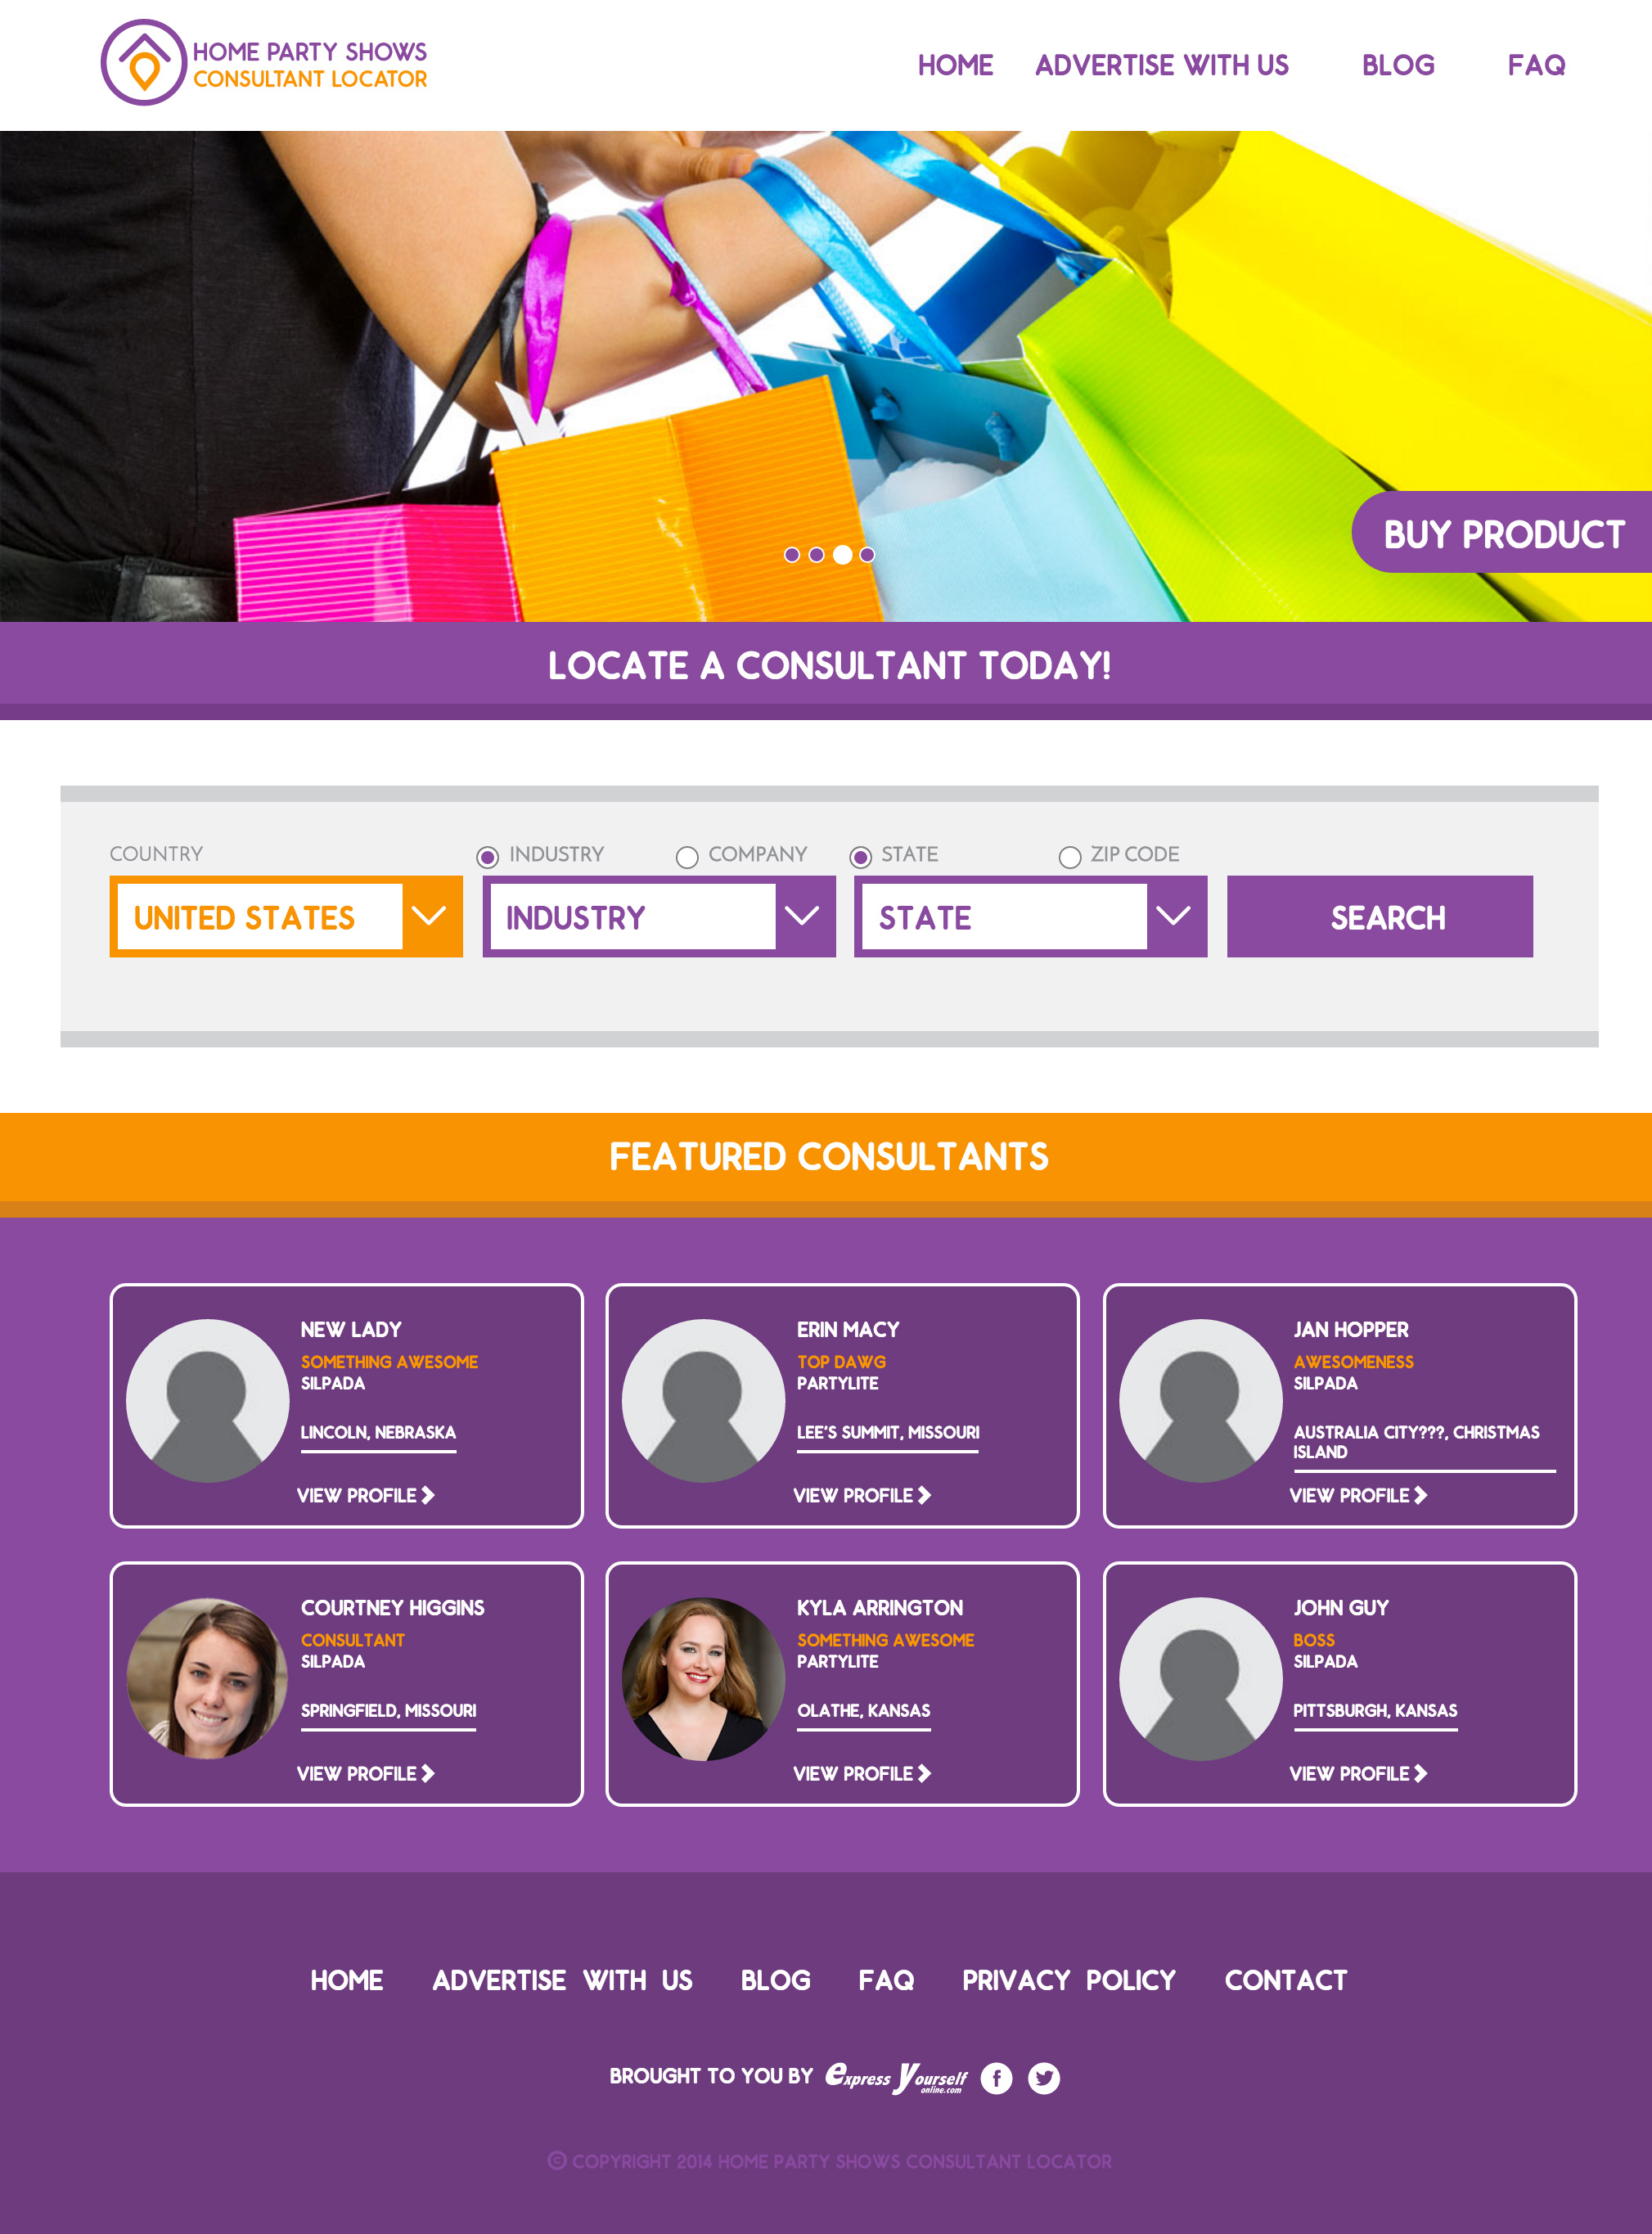 HOME PARTY SHOWS
CONSULTANT LOCATOR
HOME ADVERTISE WITH US BLOG FAQ
BUY PRODUCT
LOCATE A CONSULTANT TODAY!
COUNTRY INDUSTRY COMPANY STATE ZIP CODE
UNITED STATES INDUSTRY STATE SEARCH
FEATURED CONSULTANTS
NEW LADY
SOMETHING AWESOME
SILPADA
LINCOLN, NEBRASKA
VIEW PROFILE
ERIN MACY
TOP DAWG
PARTYLITE
LEE'S SUMMIT, MISSOURI
VIEW PROFILE
JAN HOPPER
AWESOMENESS
SILPADA
AUSTRALIA CITY???, CHRISTMAS
ISLAND
VIEW PROFILE
COURTNEY HIGGINS
CONSULTANT
SILPADA
SPRINGFIELD, MISSOURI
VIEW PROFILE
KYLA ARRINGTON
SOMETHING AWESOME
PARTYLITE
OLATHE, KANSAS
VIEW PROFILE
JOHN GUY
BOSS
SILPADA
PITTSBURGH, KANSAS
VIEW PROFILE
HOME ADVERTISE WITH US BLOG FAQ PRIVACY POLICY CONTACT
BROUGHT TO YOU BY express yourself
online.com
© COPYRIGHT 2014 HOME PARTY SHOWS CONSULTANT LOCATOR